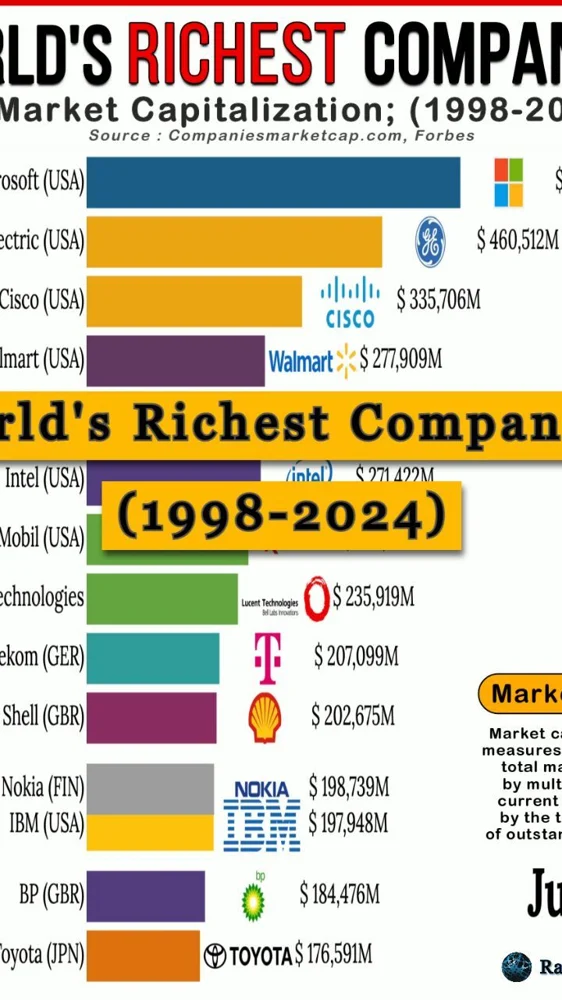 RLD'S RICHEST COMPAN
Market Capitalization; (1998-20
Source : Companiesmarketcap.com, Forbes
rosoft (USA) $
ectric (USA) GE $ 460,512M
Cisco (USA) CISCO $ 335,706M
lmart (USA) Walmart $ 277,909M
rld's Richest Compan
Intel (USA) intel $ 271,422M
(1998-2024)
Mobil (USA)
echnologies Lucent Technologies $ 235,919M
Bell Labs Innovations
ekom (GER) T $ 207,099M
Shell (GBR) $ 202,675M
Nokia (FIN) NOKIA $ 198,739M
IBM (USA) IBM $ 197,948M
BP (GBR) bp $ 184,476M
Toyota (JPN) TOYOTA $ 176,591M
Marke
Market ca
measures
total ma
by mult
current
by the t
of outstan
Ju
Ra